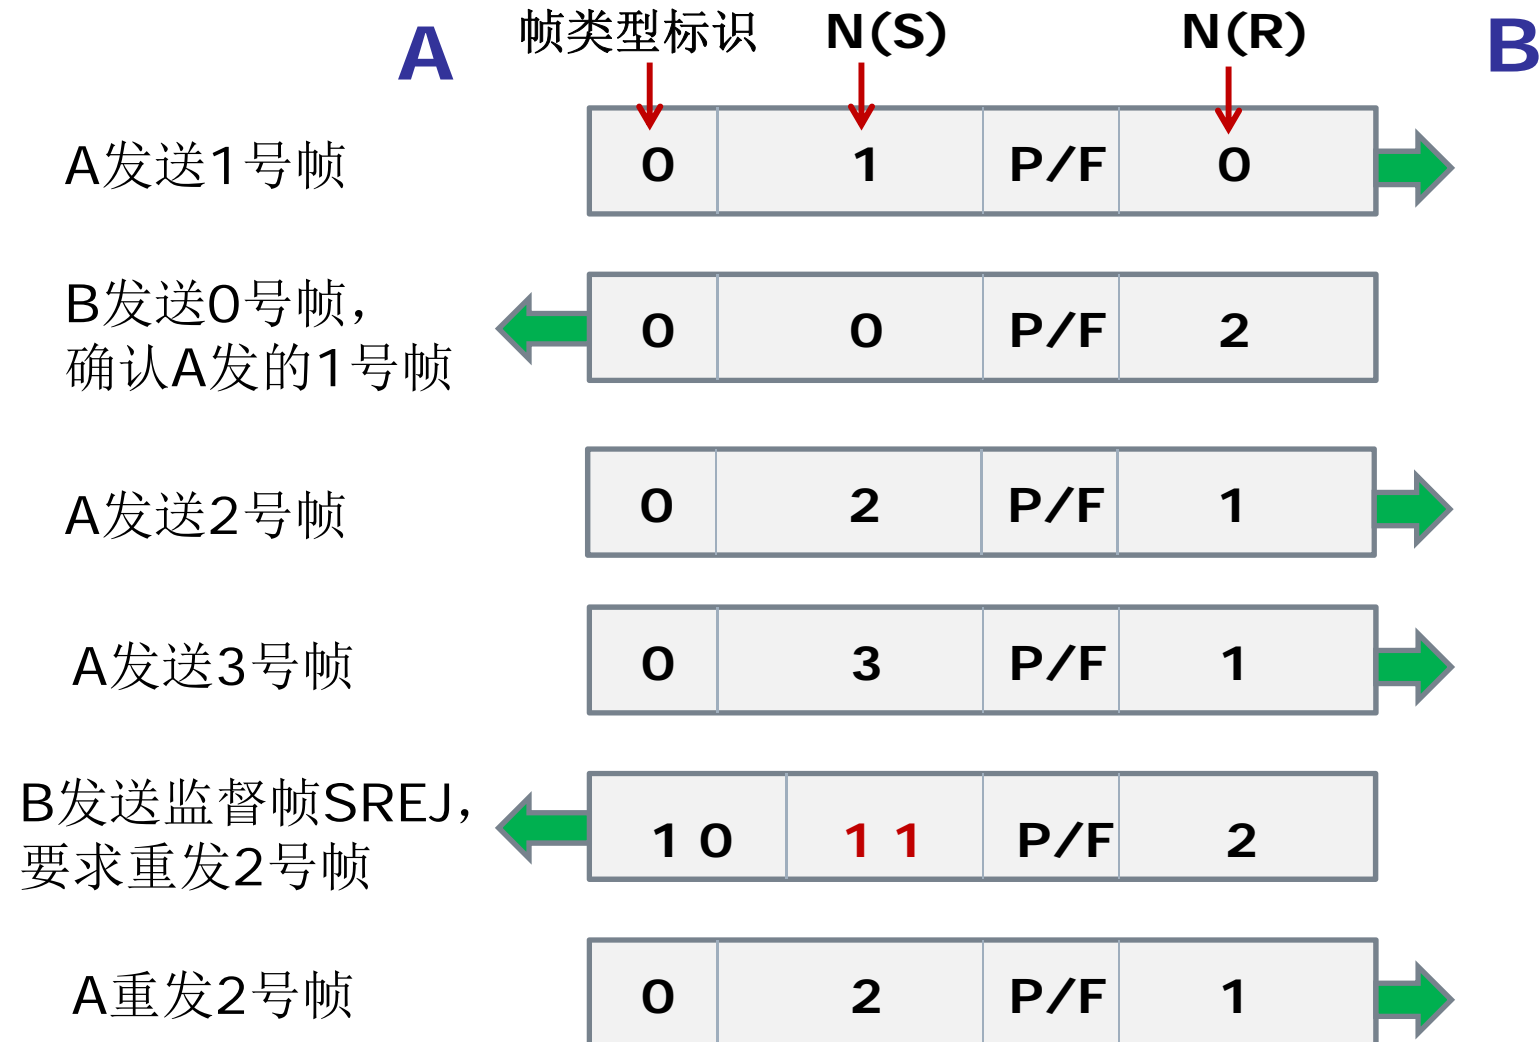 A 帧类型标识 N(S) N(R) B
A发送1号帧 0 1 P/F 0
B发送0号帧，
确认A发的1号帧 0 0 P/F 2
A发送2号帧 0 2 P/F 1
A发送3号帧 0 3 P/F 1
B发送监督帧SREJ，
要求重发2号帧 1 0 1 1 P/F 2
A重发2号帧 0 2 P/F 1